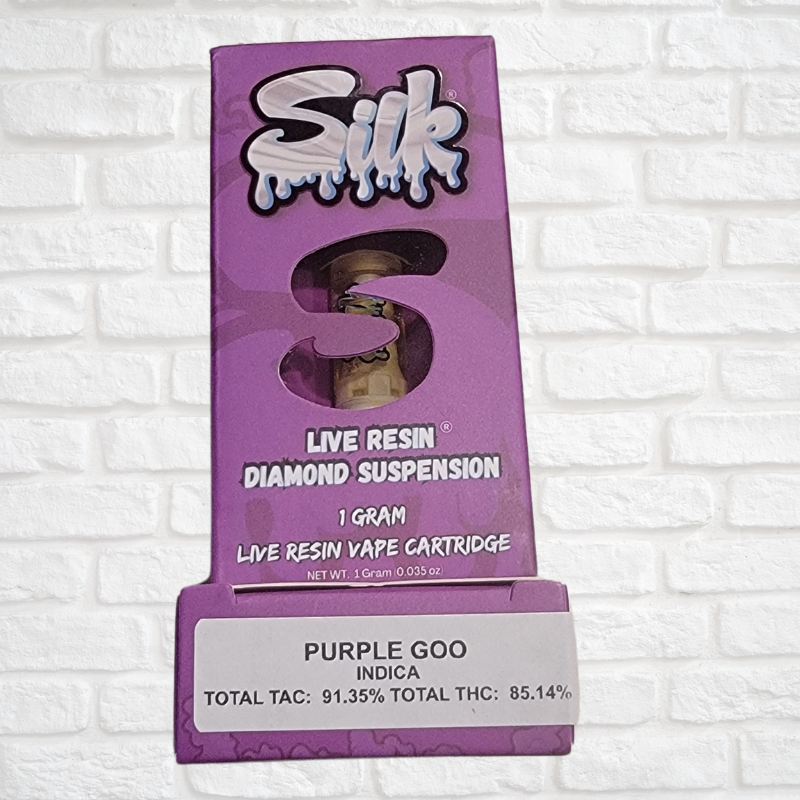 Silk®
LIVE RESIN®
DIAMOND SUSPENSION
1 GRAM
LIVE RESIN VAPE CARTRIDGE
NET WT. 1 Gram (0.035 oz)
PURPLE GOO
INDICA
TOTAL TAC: 91.35% TOTAL THC: 85.14%